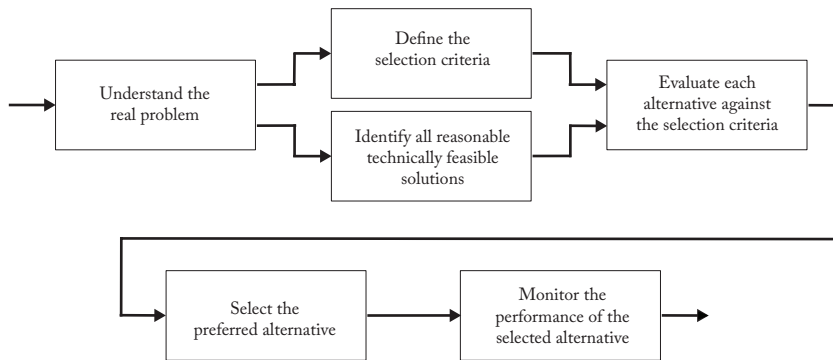 Understand the
real problem
Define the
selection criteria
Identify all reasonable
technically feasible
solutions
Evaluate each
alternative against
the selection criteria
Select the
preferred alternative
Monitor the
performance of the
selected alternative